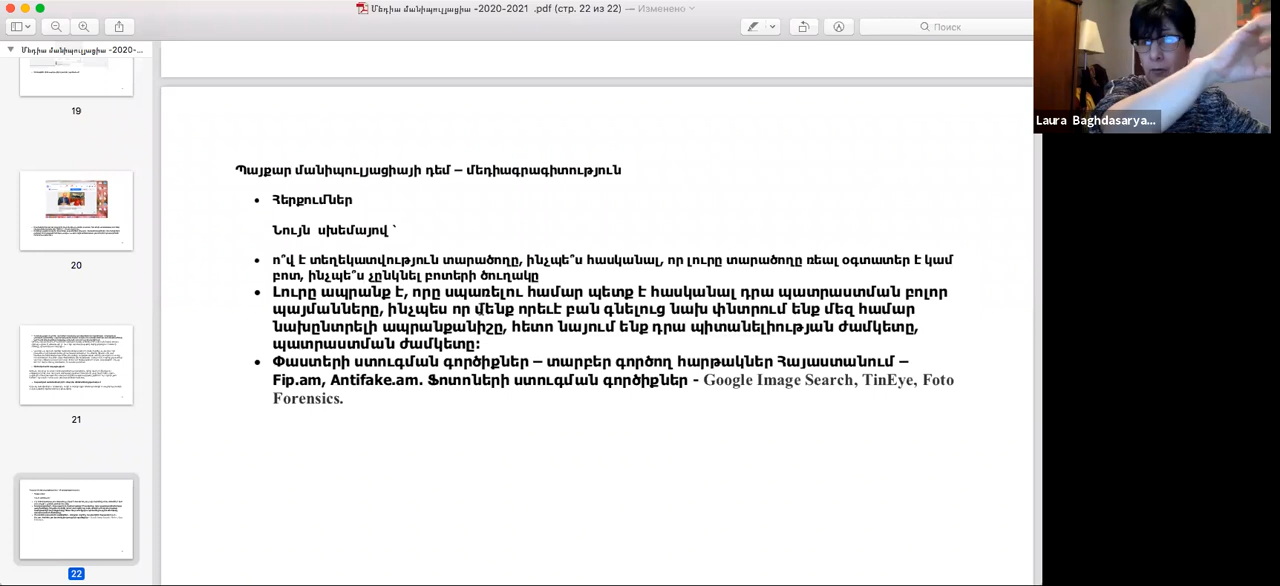 Մեդիա մանիպուլյացիա -2020-2021 .pdf (стр. 22 из 22) — Изменено
Поиск
Մեդիա մանիպուլյացիա -2020-...
19
20
21
22
Պայքար մանիպուլյացիայի դեմ – մեդիագրագիտություն
• Հերքումներ
Նույն սխեմայով `
• ո՞վ է տեղեկատվություն տարածողը, ինչպե՞ս հասկանալ, որ լուրը տարածողը ռեալ օգտատեր է կամ
բոտ, ինչպե՞ս չընկնել բոտերի ծուղակը
• Լուրը ապրանք է, որը սպառելու համար պետք է հասկանալ դրա պատրաստման բոլոր
պայմանները, ինչպես որ մենք որեւէ բան գնելուց նախ փնտրում ենք մեզ համար
նախընտրելի ապրանքանիշը, հետո նայում ենք դրա պիտանելիության ժամկետը,
պատրաստման ժամկետը:
• Փաստերի ստուգման գործիքներ – տարբեր գործող հարթակներ Հայաստանում –
Fip.am, Antifake.am. Ֆոտոների ստուգման գործիքներ - Google Image Search, TinEye, Foto
Forensics.
Laura Baghdasarya...